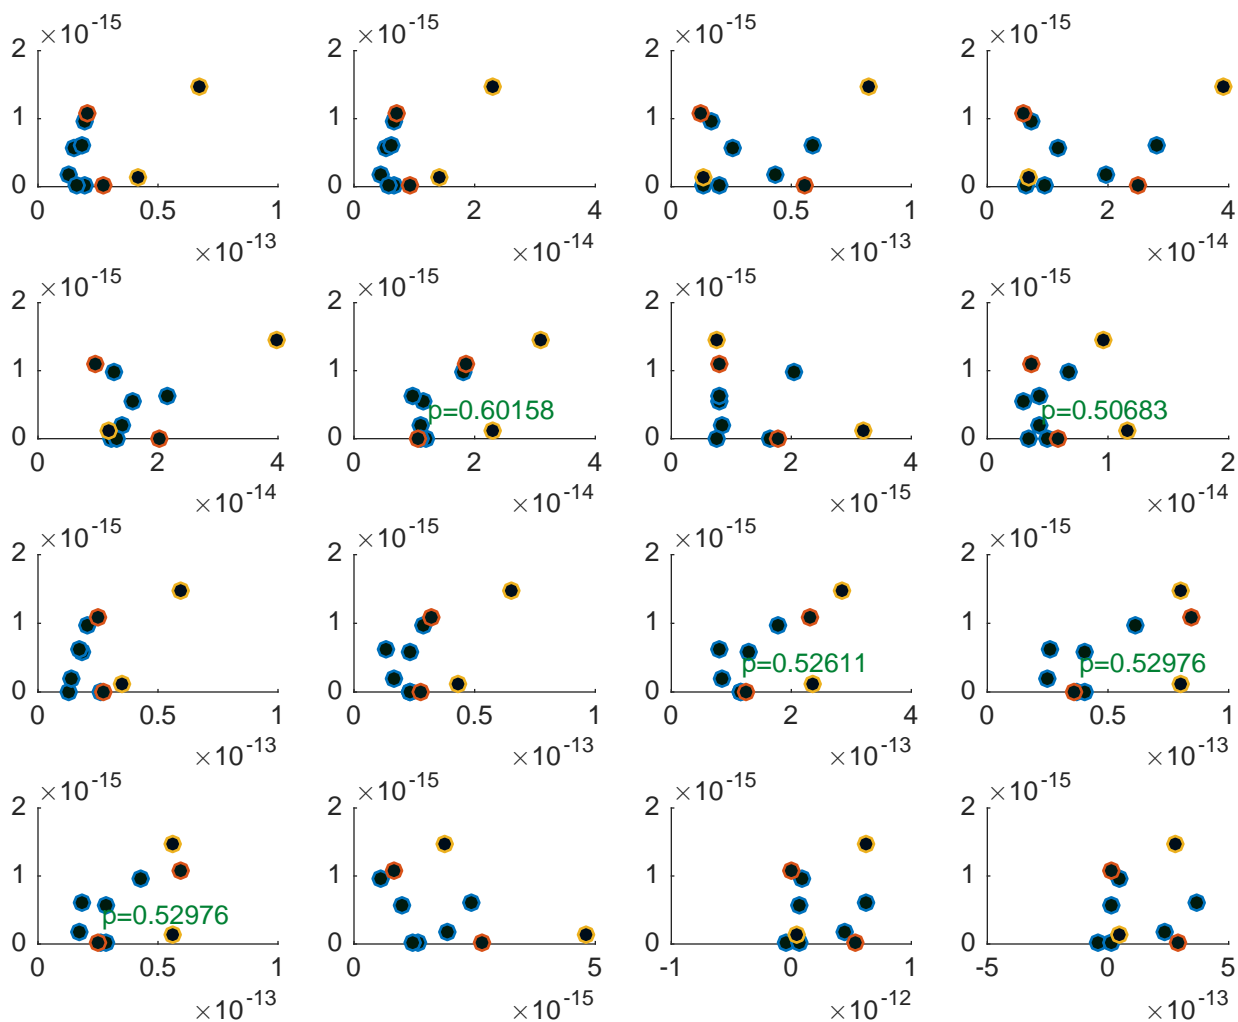 ×10-15 ×10-15 ×10-15 ×10-15
2 2 2 2
1 1 1 1
0 0 0 0
0 0.5 1 0 2 4 0 0.5 1 0 2 4
×10-13 ×10-14 ×10-13 ×10-14
×10-15 ×10-15 ×10-15 ×10-15
2 2 2 2
1 1 1 1
p=0.60158 p=0.50683
0 0 0 0
0 2 4 0 2 4 0 2 4 0 1 2
×10-14 ×10-14 ×10-15 ×10-14
×10-15 ×10-15 ×10-15 ×10-15
2 2 2 2
1 1 1 1
p=0.52611 p=0.52976
0 0 0 0
0 0.5 1 0 0.5 1 0 2 4 0 0.5 1
×10-13 ×10-13 ×10-13 ×10-13
×10-15 ×10-15 ×10-15 ×10-15
2 2 2 2
1 1 1 1
p=0.52976
0 0 0 0
0 0.5 1 0 5 -1 0 1 -5 0 5
×10-13 ×10-15 ×10-12 ×10-13